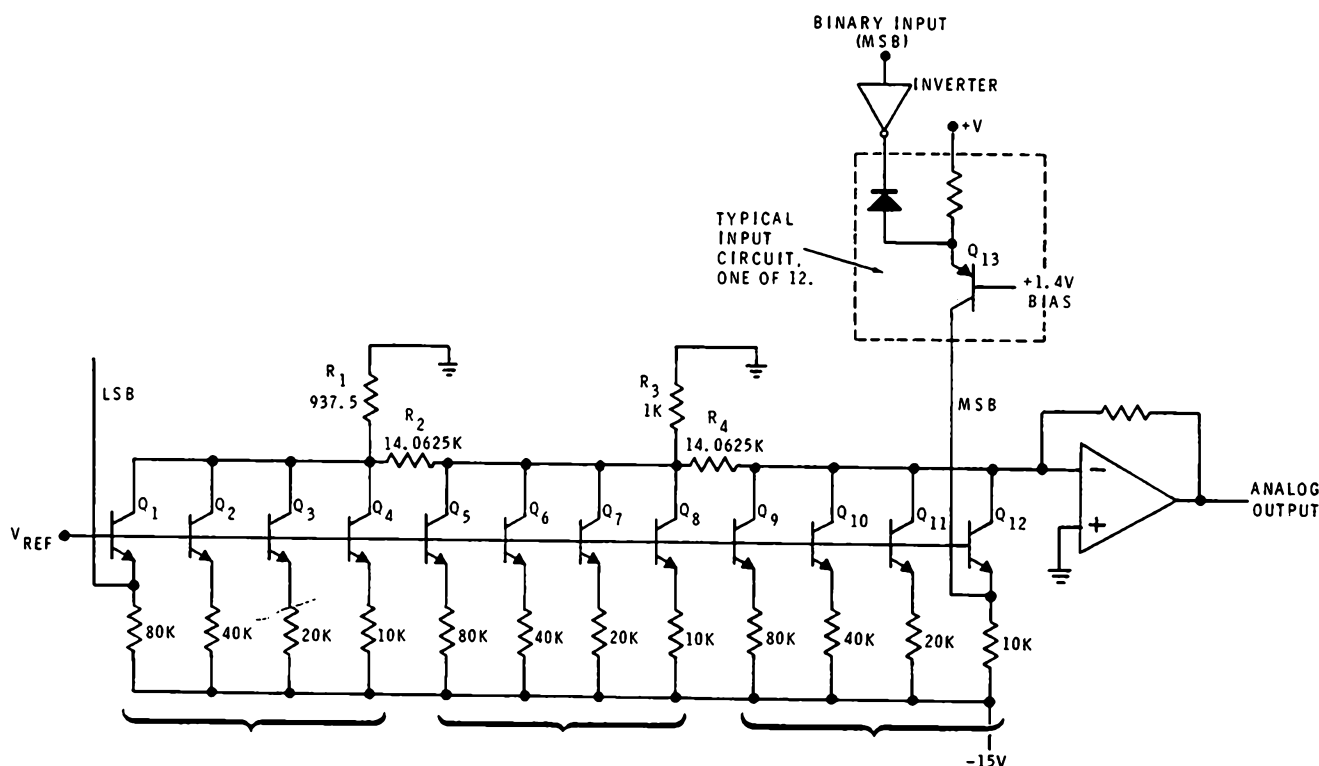 BINARY INPUT
(MSB)
INVERTER
+V
TYPICAL
INPUT
CIRCUIT,
ONE OF 12.
Q13
+1.4V
BIAS
LSB
R1
937.5
R2
14.0625K
R3
1K
R4
14.0625K
MSB
Q1
Q2
Q3
Q4
Q5
Q6
Q7
Q8
Q9
Q10
Q11
Q12
VREF
ANALOG
OUTPUT
80K
40K
20K
10K
80K
40K
20K
10K
80K
40K
20K
10K
-15V